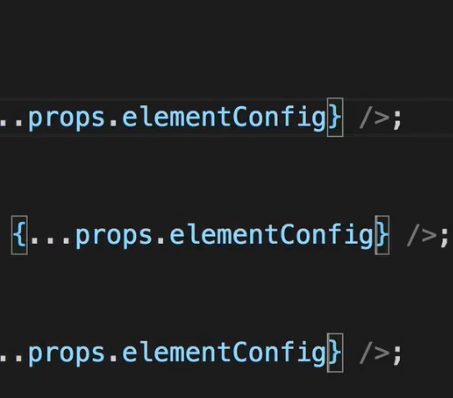 ..props.elementConfig} />;
{...props.elementConfig} />;
..props.elementConfig} />;